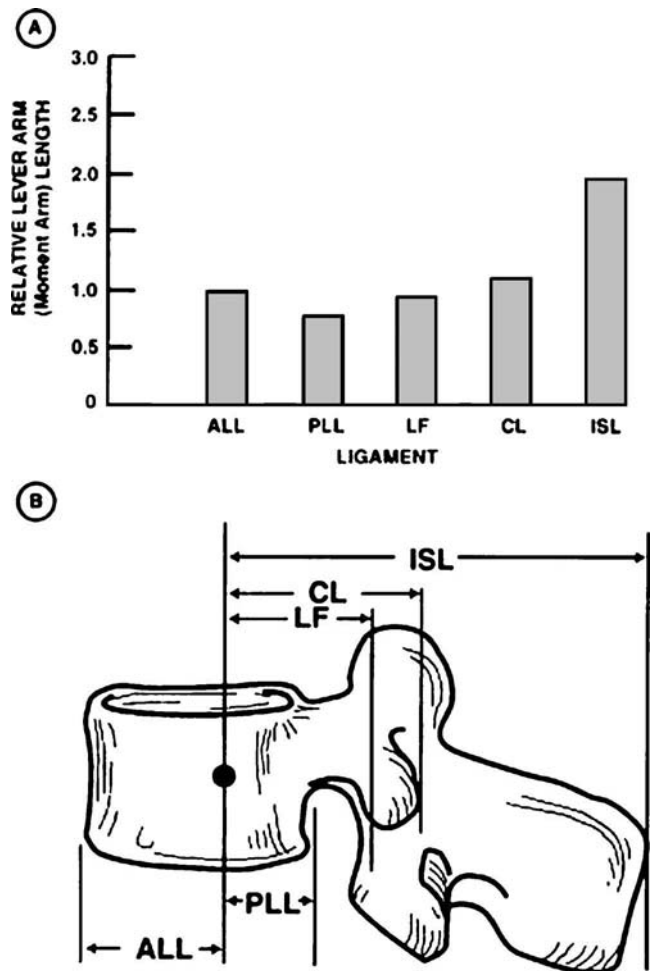 A
RELATIVE LEVER ARM
(Moment Arm) LENGTH
3.0
2.5
2.0
1.5
1.0
0.5
0
ALL PLL LF CL ISL
LIGAMENT
B
ISL
CL
LF
PLL
ALL